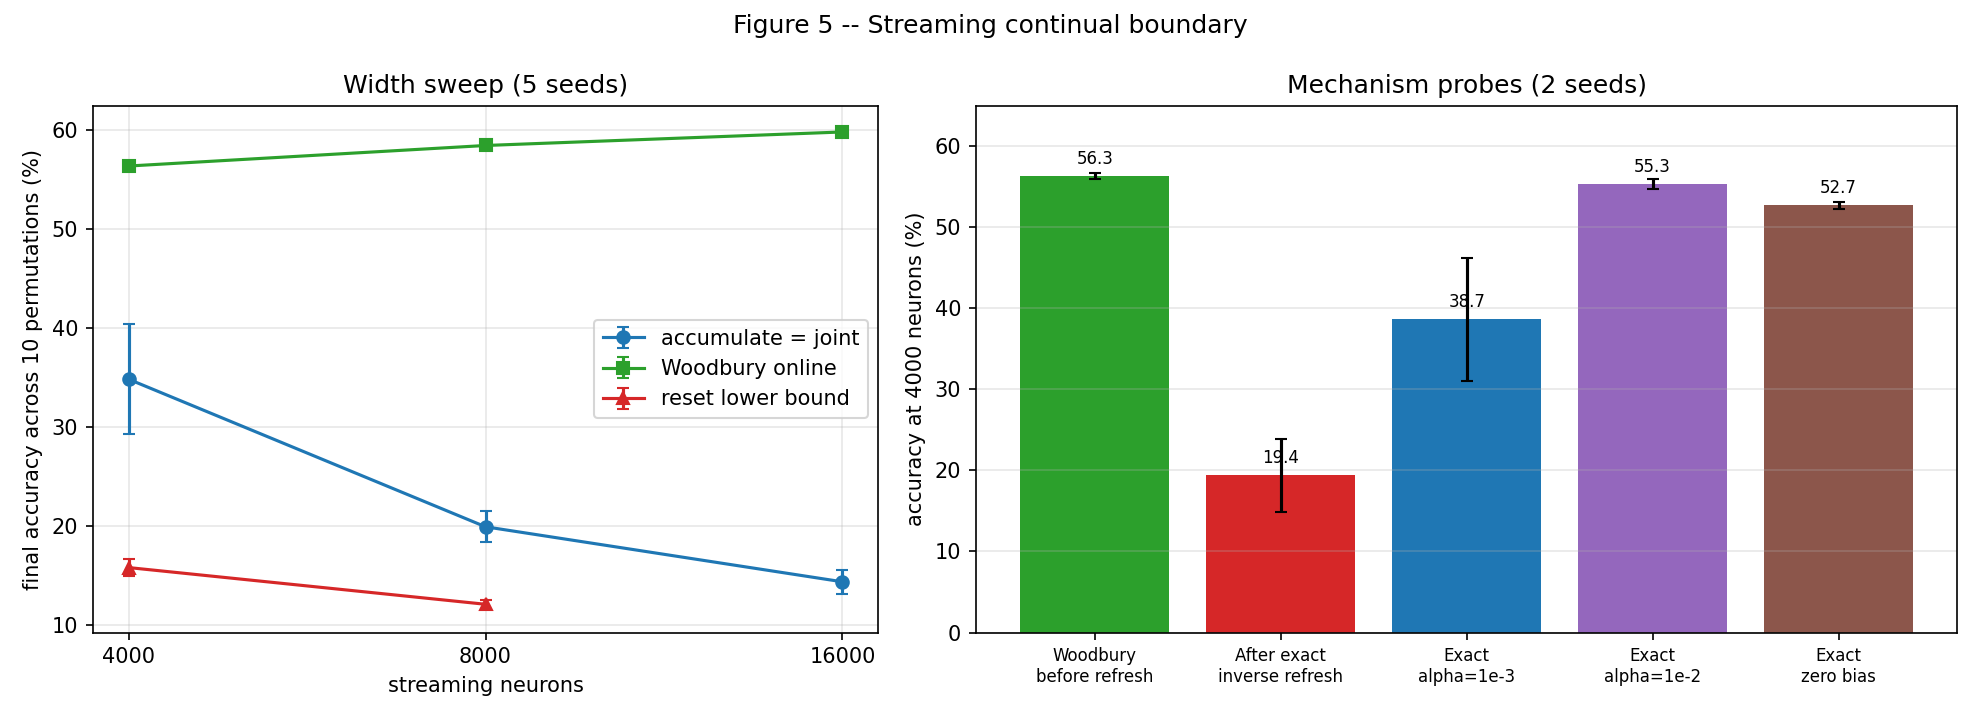 Figure 5 -- Streaming continual boundary
Width sweep (5 seeds)
final accuracy across 10 permutations (%)
60
50
40
30
20
10
accumulate = joint
Woodbury online
reset lower bound
4000
8000
16000
streaming neurons
Mechanism probes (2 seeds)
accuracy at 4000 neurons (%)
60
50
40
30
20
10
0
56.3
19.4
38.7
55.3
52.7
Woodbury
before refresh
After exact
inverse refresh
Exact
alpha=1e-3
Exact
alpha=1e-2
Exact
zero bias